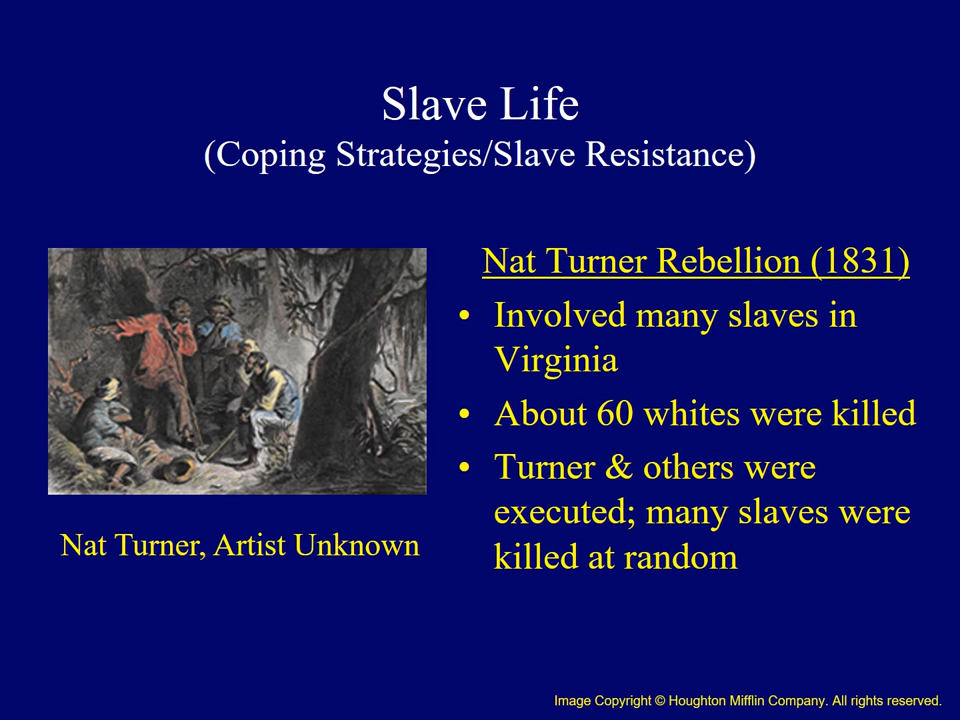 Slave Life
(Coping Strategies/Slave Resistance)
Nat Turner Rebellion (1831)
• Involved many slaves in
Virginia
• About 60 whites were killed
• Turner & others were
executed; many slaves were
killed at random
Nat Turner, Artist Unknown
Image Copyright © Houghton Mifflin Company. All rights reserved.